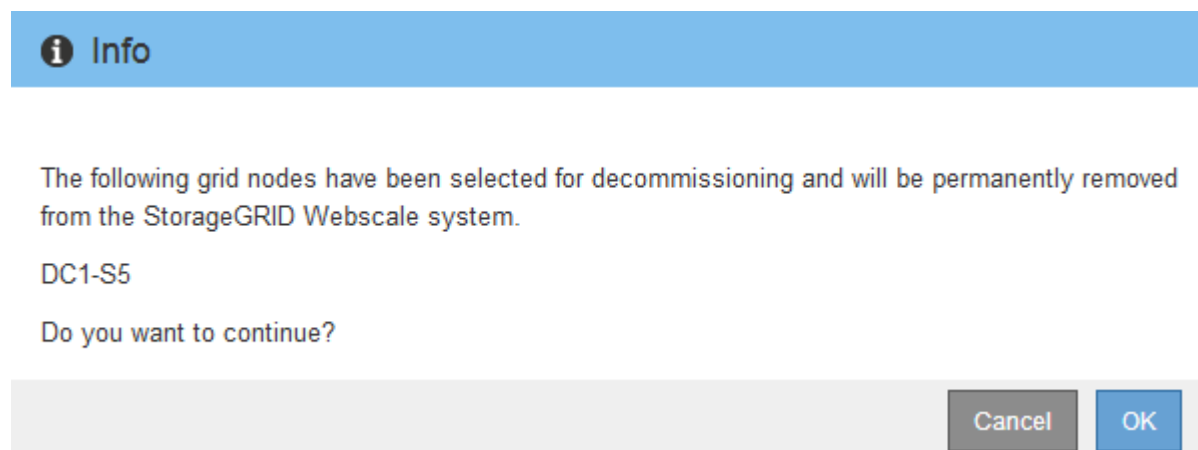 Info
The following grid nodes have been selected for decommissioning and will be permanently removed
from the StorageGRID Webscale system.
DC1-S5
Do you want to continue?
Cancel
OK